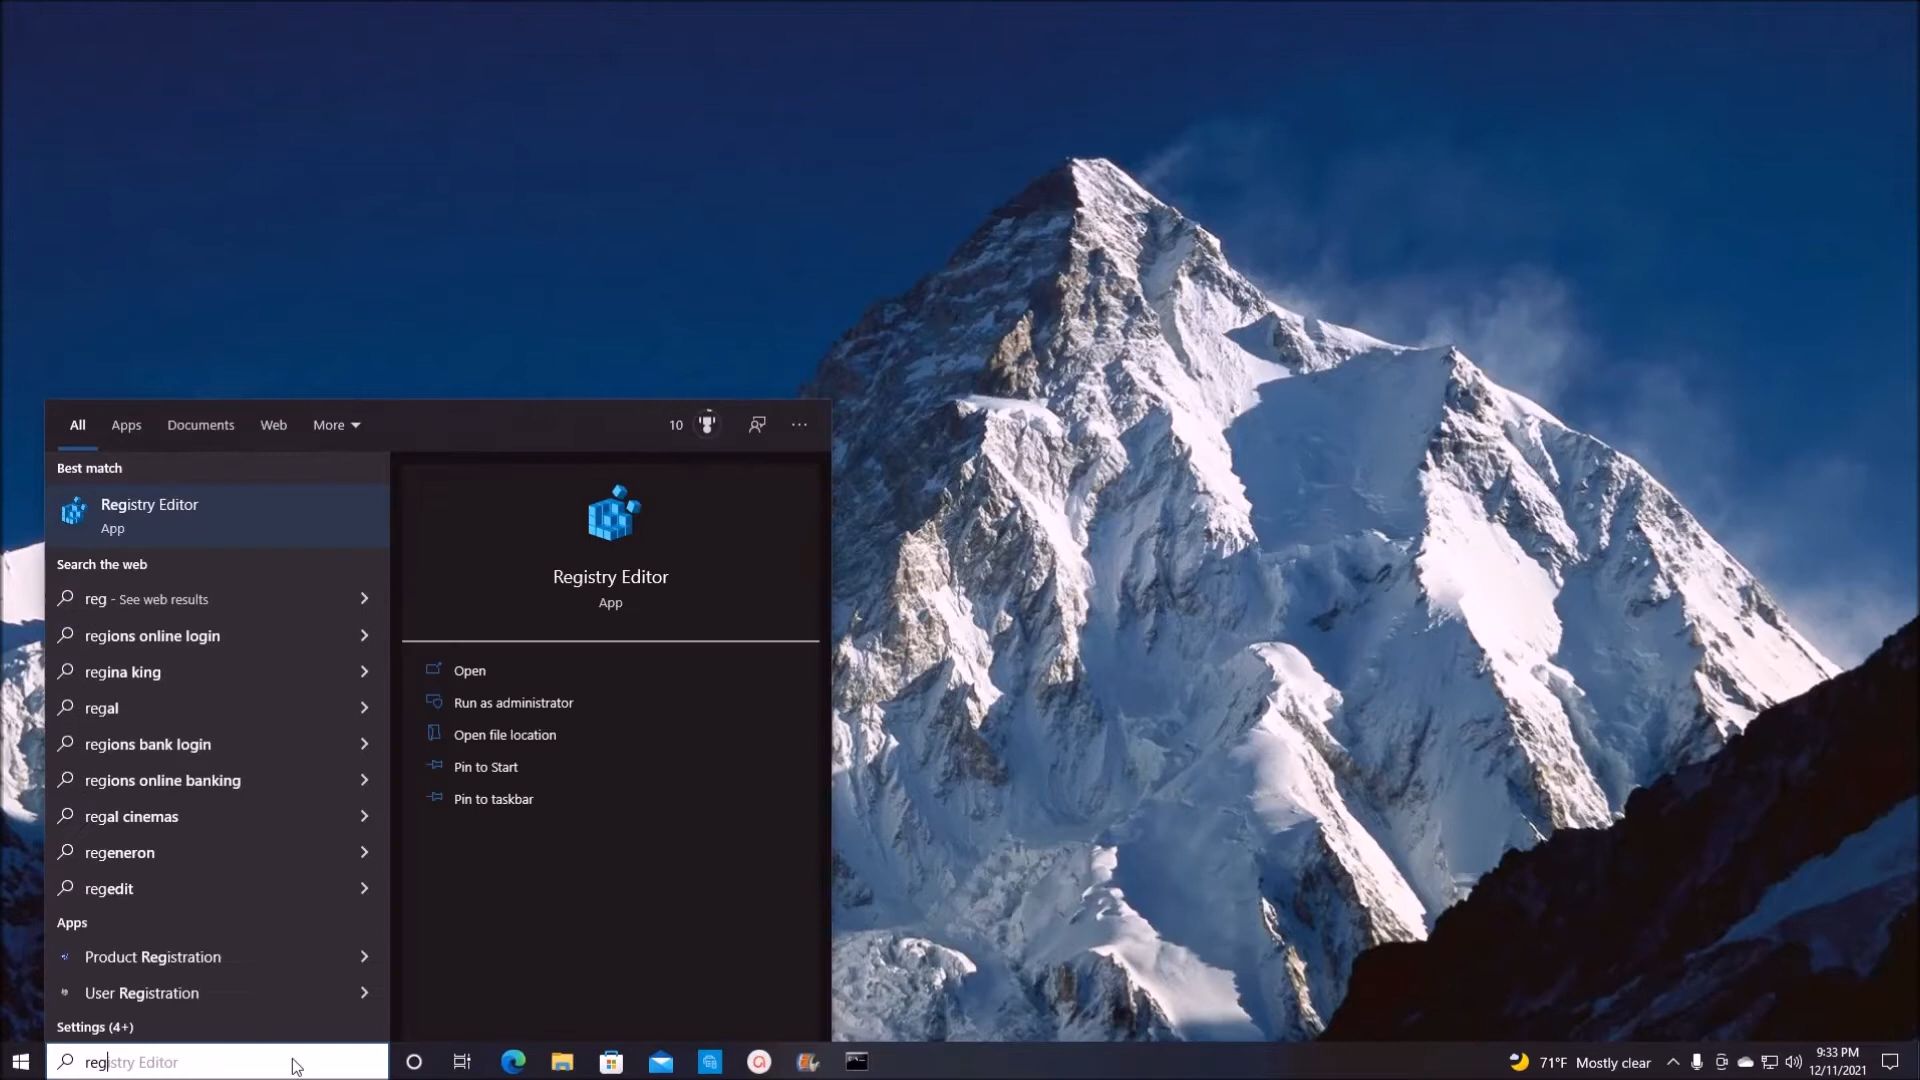 All Apps Documents Web More 10
Best match
Registry Editor
App
Search the web
reg - See web results
regions online login
regina king
regal
regions bank login
regions online banking
regal cinemas
regeneron
regedit
Apps
Product Registration
User Registration
Settings (4+)
Registry Editor
App
Open
Run as administrator
Open file location
Pin to Start
Pin to taskbar
registry Editor
71°F Mostly clear
9:33 PM
12/11/2021